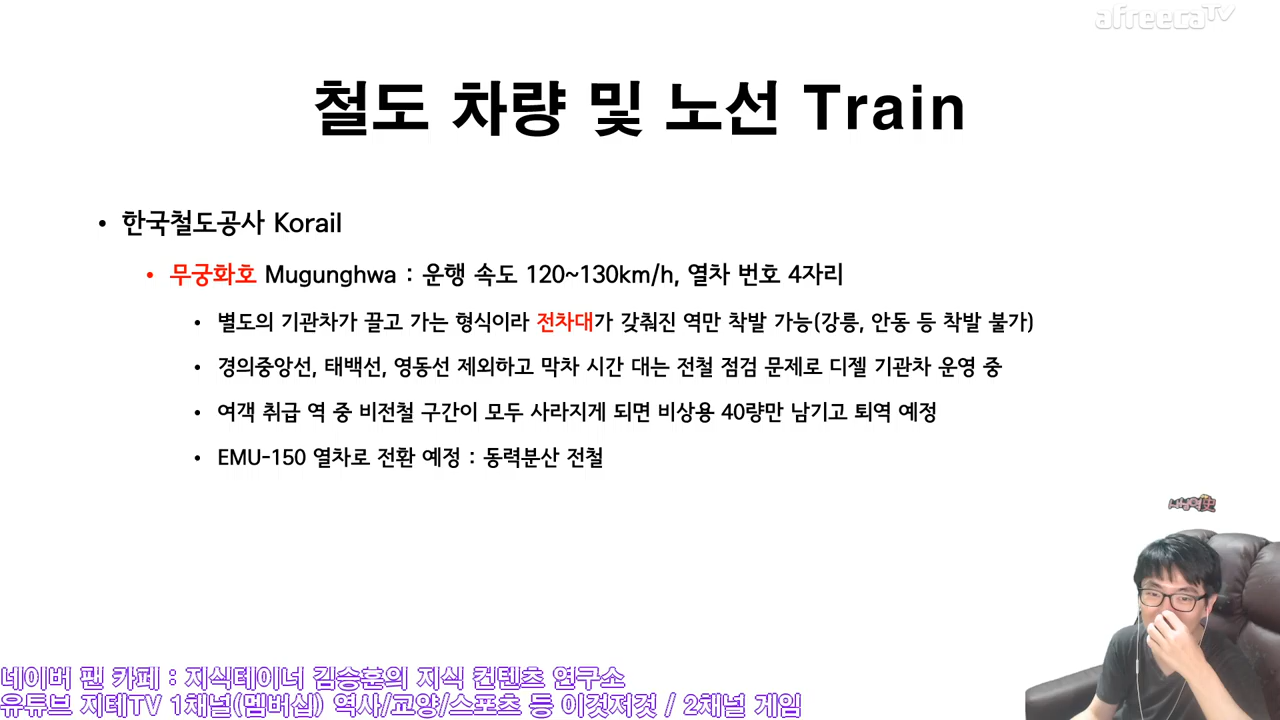 afreecaTV
철도 차량 및 노선 Train
• 한국철도공사 Korail
• 무궁화호 Mugunghwa : 운행 속도 120~130km/h, 열차 번호 4자리
• 별도의 기관차가 끌고 가는 형식이라 전차대가 갖춰진 역만 착발 가능(강릉, 안동 등 착발 불가)
• 경의중앙선, 태백선, 영동선 제외하고 막차 시간 대는 전철 점검 문제로 디젤 기관차 운영 중
• 여객 취급 역 중 비전철 구간이 모두 사라지게 되면 비상용 40량만 남기고 퇴역 예정
• EMU-150 열차로 전환 예정 : 동력분산 전철
네이버 팬 카페 : 지식테이너 김승훈의 지식 컨텐츠 연구소
유튜브 지테TV 1채널(멤버십) 역사/교양/스포츠 등 이것저것 / 2채널 게임